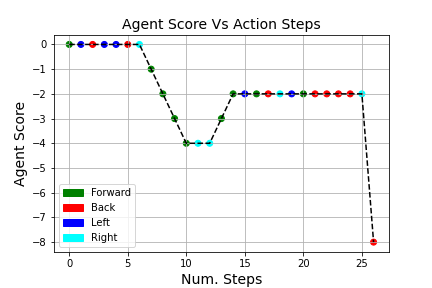 Agent Score Vs Action Steps
Agent Score
0
−1
−2
−3
−4
−5
−6
−7
−8
Forward
Back
Left
Right
0 5 10 15 20 25
Num. Steps